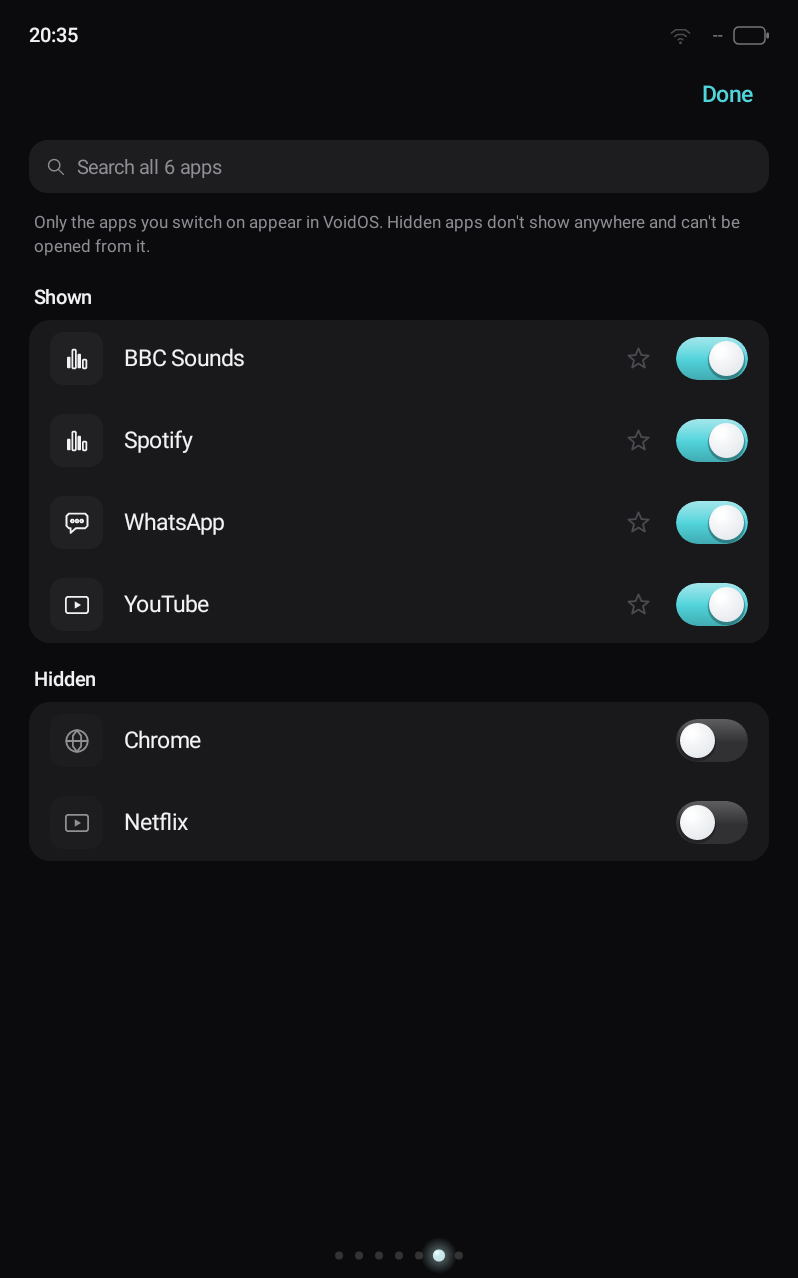 20:35
--
Done
Search all 6 apps
Only the apps you switch on appear in VoidOS. Hidden apps don't show anywhere and can't be
opened from it.
Shown
BBC Sounds
Spotify
WhatsApp
YouTube
Hidden
Chrome
Netflix